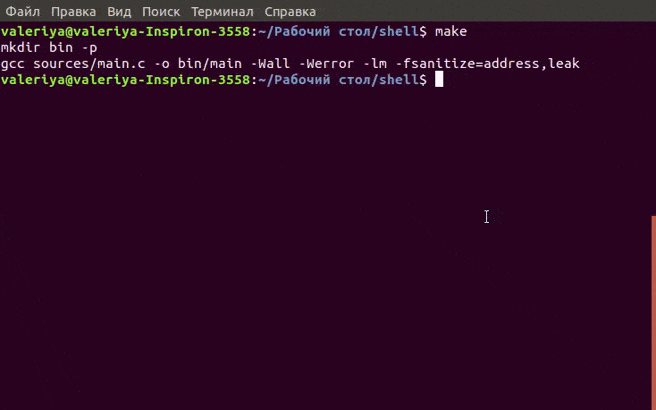 Файл Правка Вид Поиск Терминал Справка
valeriya@valeriya-Inspiron-3558:~/Рабочий стол/shell$ make
mkdir bin -p
gcc sources/main.c -o bin/main -Wall -Werror -lm -fsanitize=address,leak
valeriya@valeriya-Inspiron-3558:~/Рабочий стол/shell$